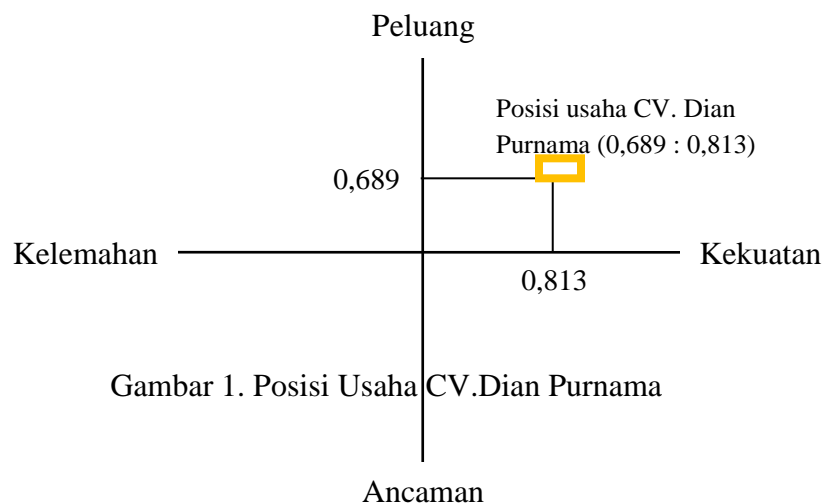 Peluang
Posisi usaha CV. Dian
Purnama (0,689 : 0,813)
0,689
Kelemahan
Kekuatan
0,813
Gambar 1. Posisi Usaha CV.Dian Purnama
Ancaman